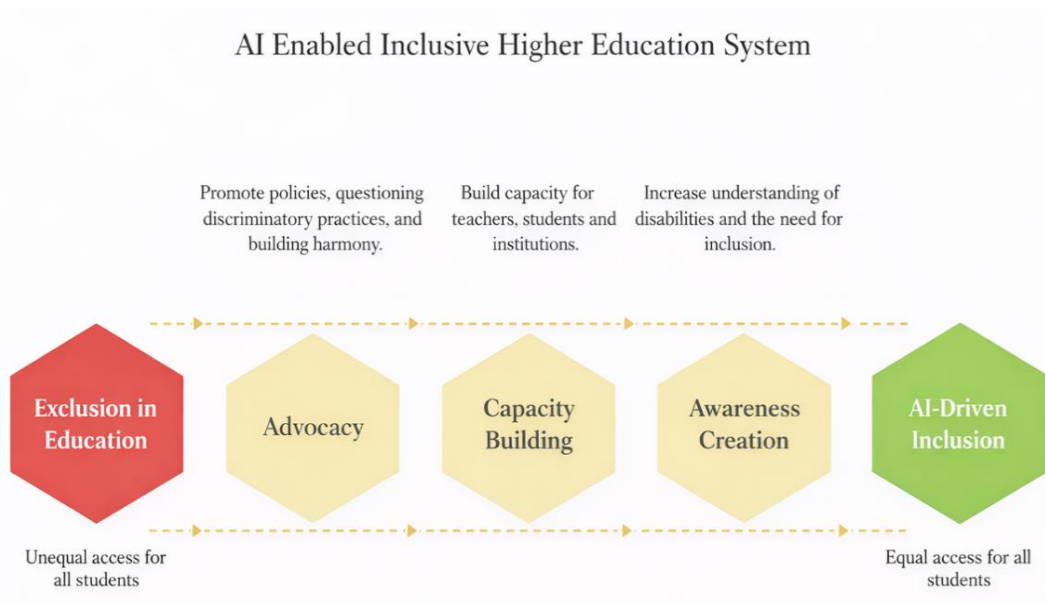 AI Enabled Inclusive Higher Education System
Promote policies, questioning
discriminatory practices, and
building harmony.
Build capacity for
teachers, students and
institutions.
Increase understanding of
disabilities and the need for
inclusion.
Exclusion in
Education
Advocacy
Capacity
Building
Awareness
Creation
AI-Driven
Inclusion
Unequal access for
all students
Equal access for all
students